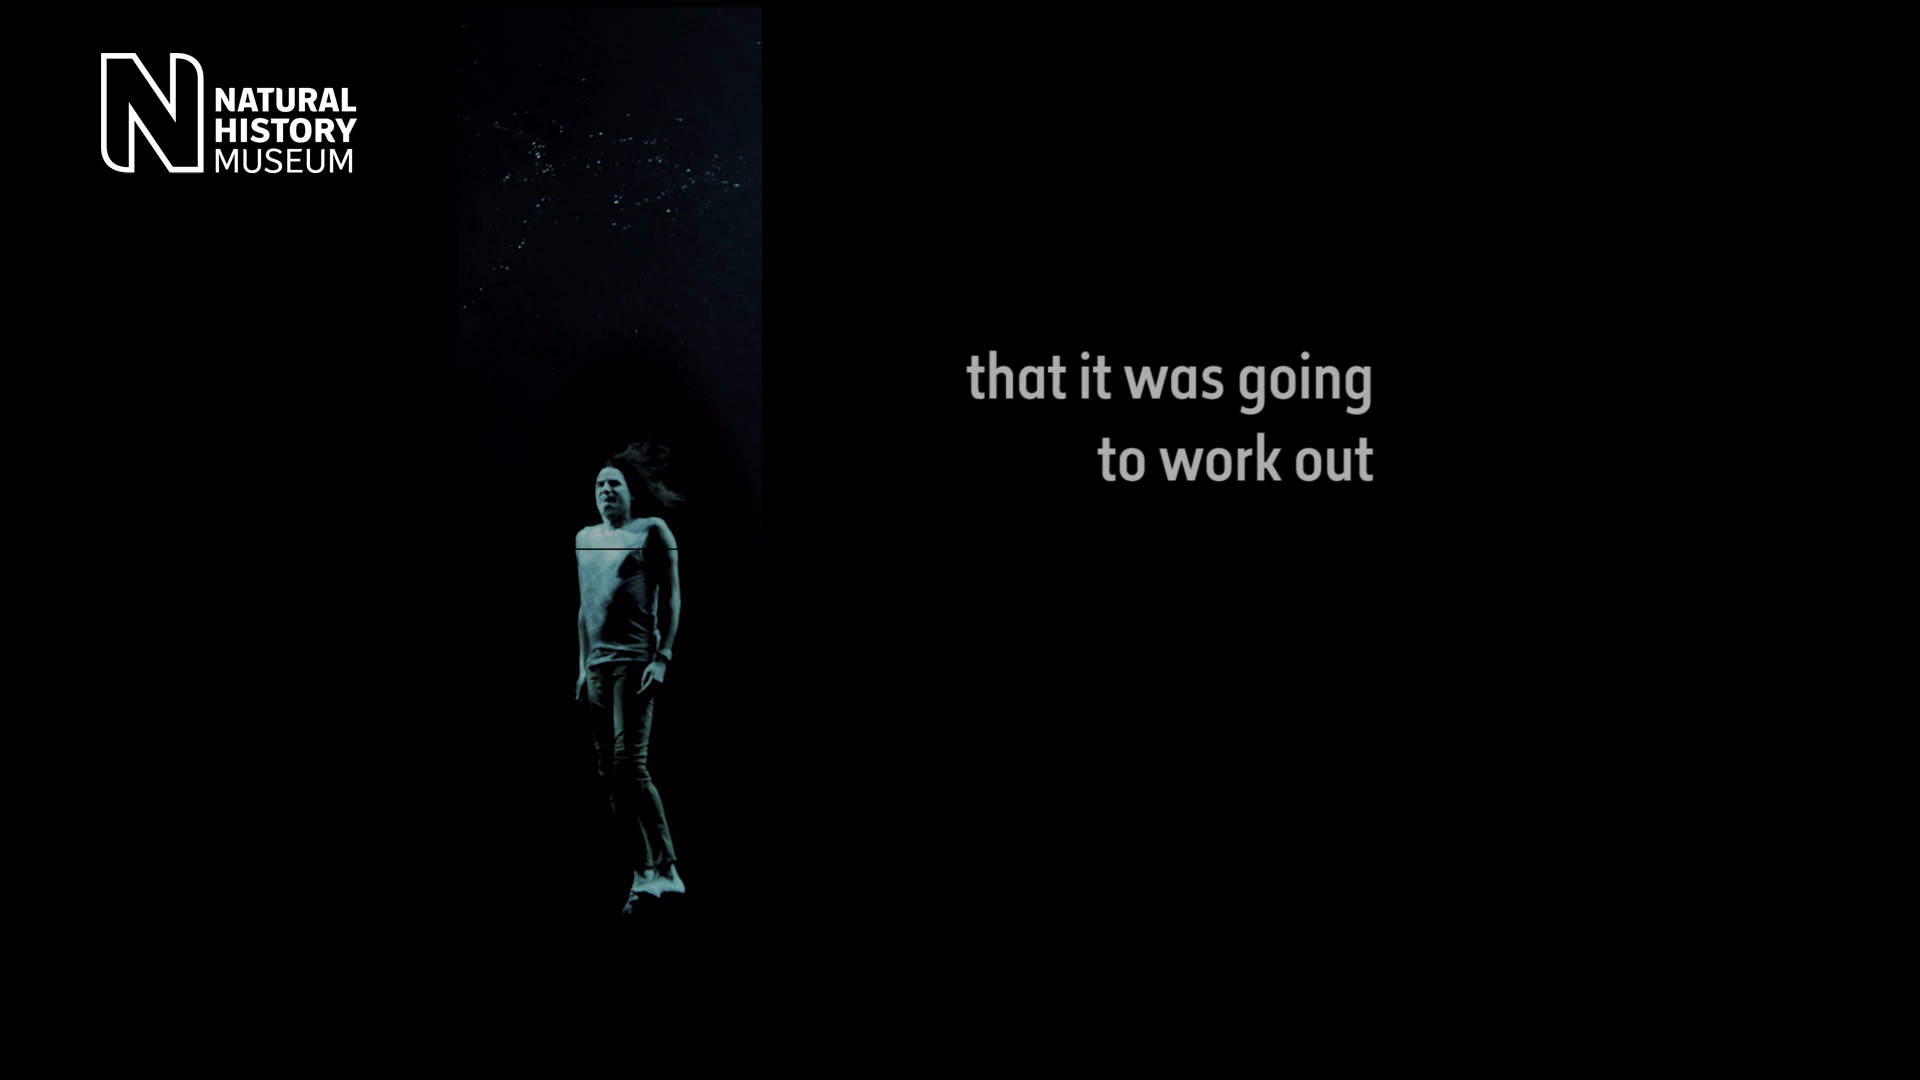 NATURAL
HISTORY
MUSEUM
that it was going
to work out